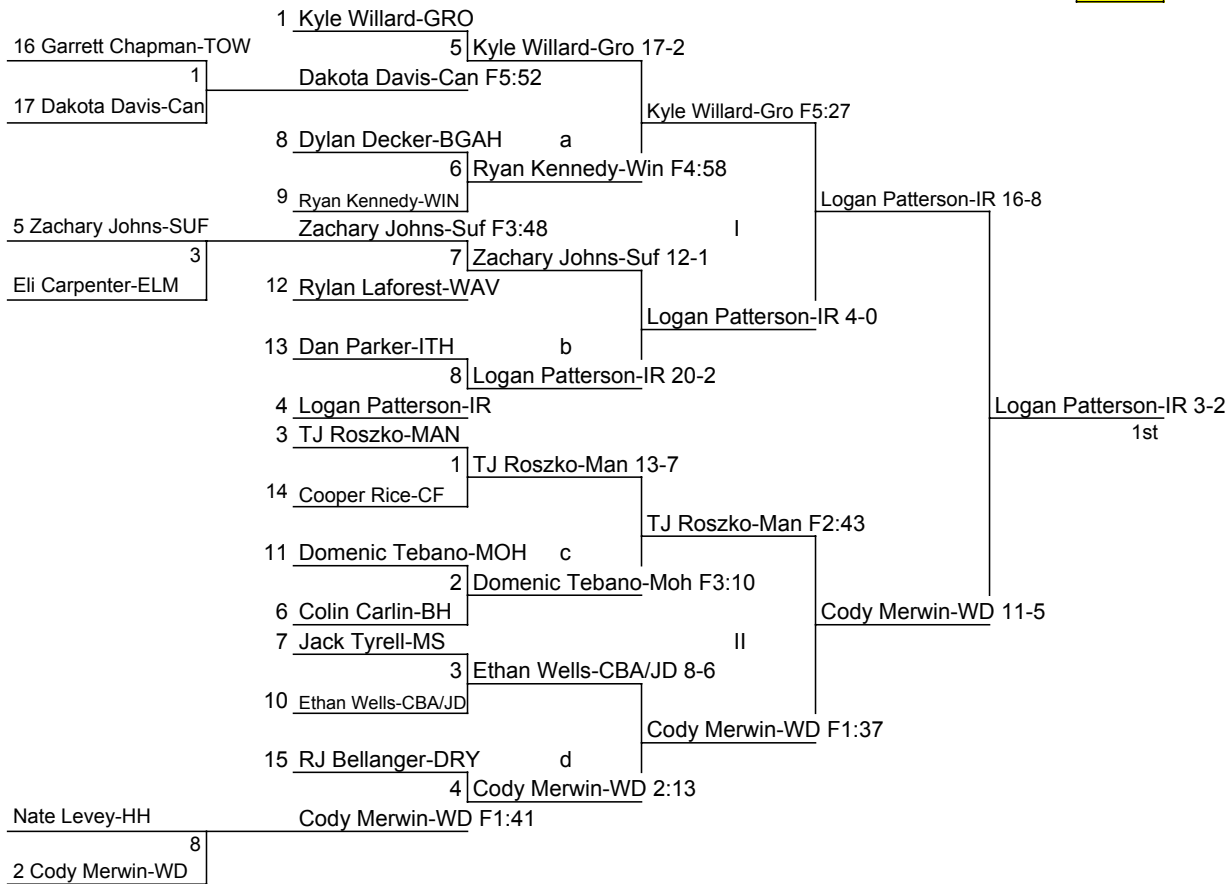 1 Kyle Willard-GRO
16 Garrett Chapman-TOW
5 Kyle Willard-Gro 17-2
1 Dakota Davis-Can F5:52
17 Dakota Davis-Can
Kyle Willard-Gro F5:27
8 Dylan Decker-BGAH a
6 Ryan Kennedy-Win F4:58
9 Ryan Kennedy-WIN
Logan Patterson-IR 16-8
5 Zachary Johns-SUF Zachary Johns-Suf F3:48 I
3
7 Zachary Johns-Suf 12-1
Eli Carpenter-ELM
12 Rylan Laforest-WAV
Logan Patterson-IR 4-0
13 Dan Parker-ITH b
8 Logan Patterson-IR 20-2
4 Logan Patterson-IR
Logan Patterson-IR 3-2
1st
3 TJ Roszko-MAN
1 TJ Roszko-Man 13-7
14 Cooper Rice-CF
TJ Roszko-Man F2:43
11 Domenic Tebano-MOH c
2 Domenic Tebano-Moh F3:10
6 Colin Carlin-BH
Cody Merwin-WD 11-5
7 Jack Tyrell-MS II
3 Ethan Wells-CBA/JD 8-6
10 Ethan Wells-CBA/JD
Cody Merwin-WD F1:37
15 RJ Bellanger-DRY d
4 Cody Merwin-WD 2:13
Nate Levey-HH Cody Merwin-WD F1:41
8
2 Cody Merwin-WD